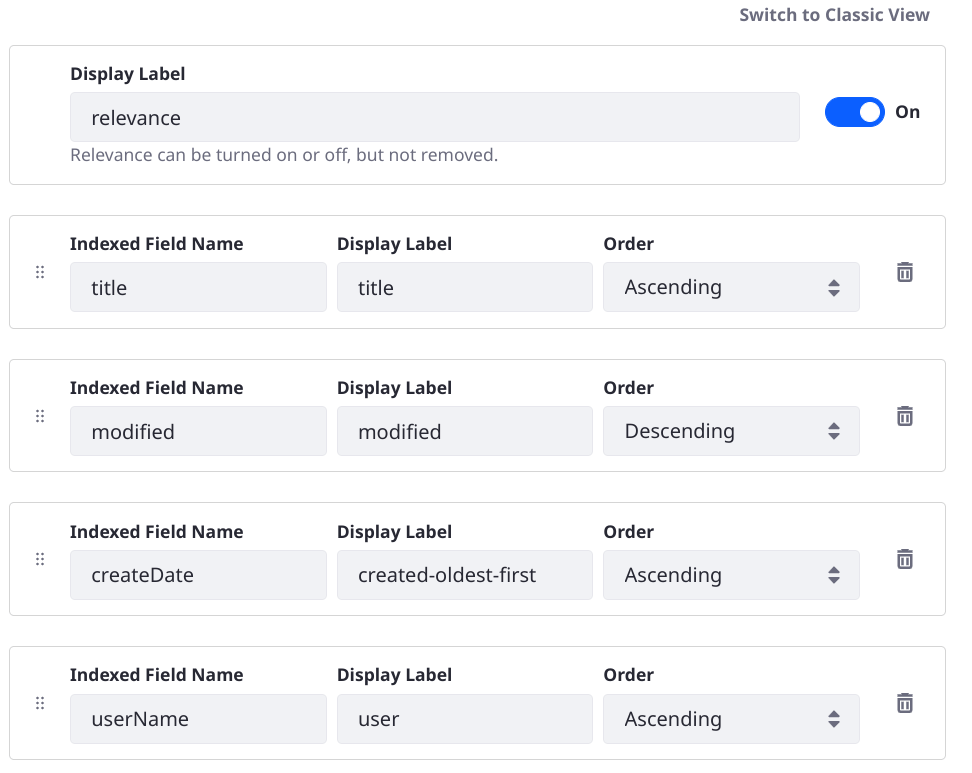 Switch to Classic View
Display Label
relevance
On
Relevance can be turned on or off, but not removed.
Indexed Field Name Display Label Order
title title Ascending
Indexed Field Name Display Label Order
modified modified Descending
Indexed Field Name Display Label Order
createDate created-oldest-first Ascending
Indexed Field Name Display Label Order
userName user Ascending